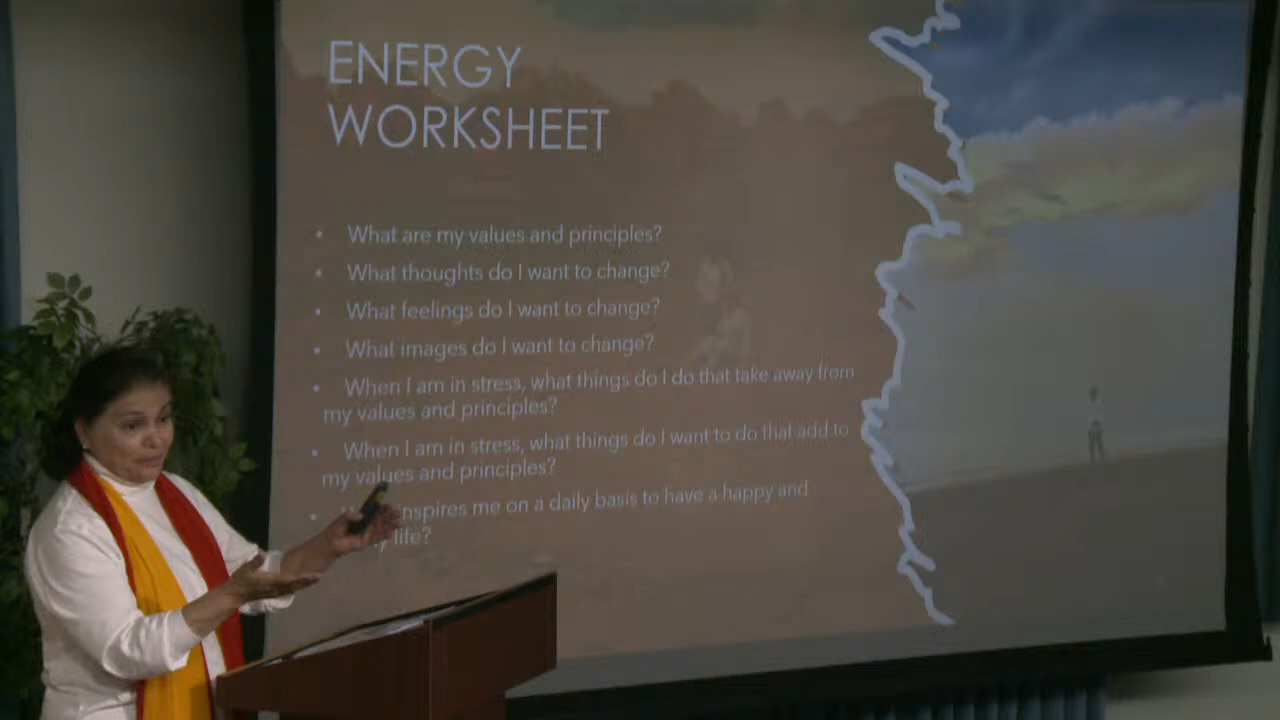 ENERGY
WORKSHEET
• What are my values and principles?
• What thoughts do I want to change?
• What feelings do I want to change?
• What images do I want to change?
• When I am in stress, what things do I do that take away from
my values and principles?
• When I am in stress, what things do I want to do that add to
my values and principles?
• nspires me on a daily basis to have a happy and
life?